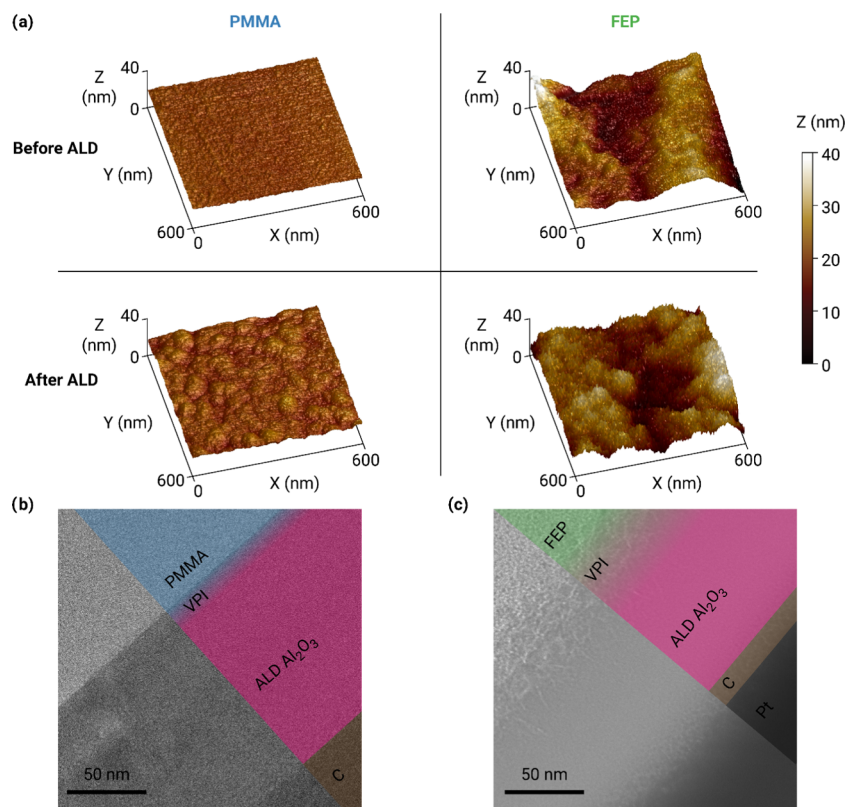 (a)
PMMA
FEP
Z
(nm)
40
0
Z
(nm)
40
0
Before ALD
Y (nm)
600
0
X (nm)
600
Y (nm)
600
0
X (nm)
600
Z (nm)
40
30
20
10
0
Z
(nm)
40
0
Z
(nm)
40
0
After ALD
Y (nm)
600
0
X (nm)
600
Y (nm)
600
0
X (nm)
600
(b)
PMMA
VPI
ALD Al₂O₃
C
50 nm
(c)
FEP
VPI
ALD Al₂O₃
C
Pt
50 nm